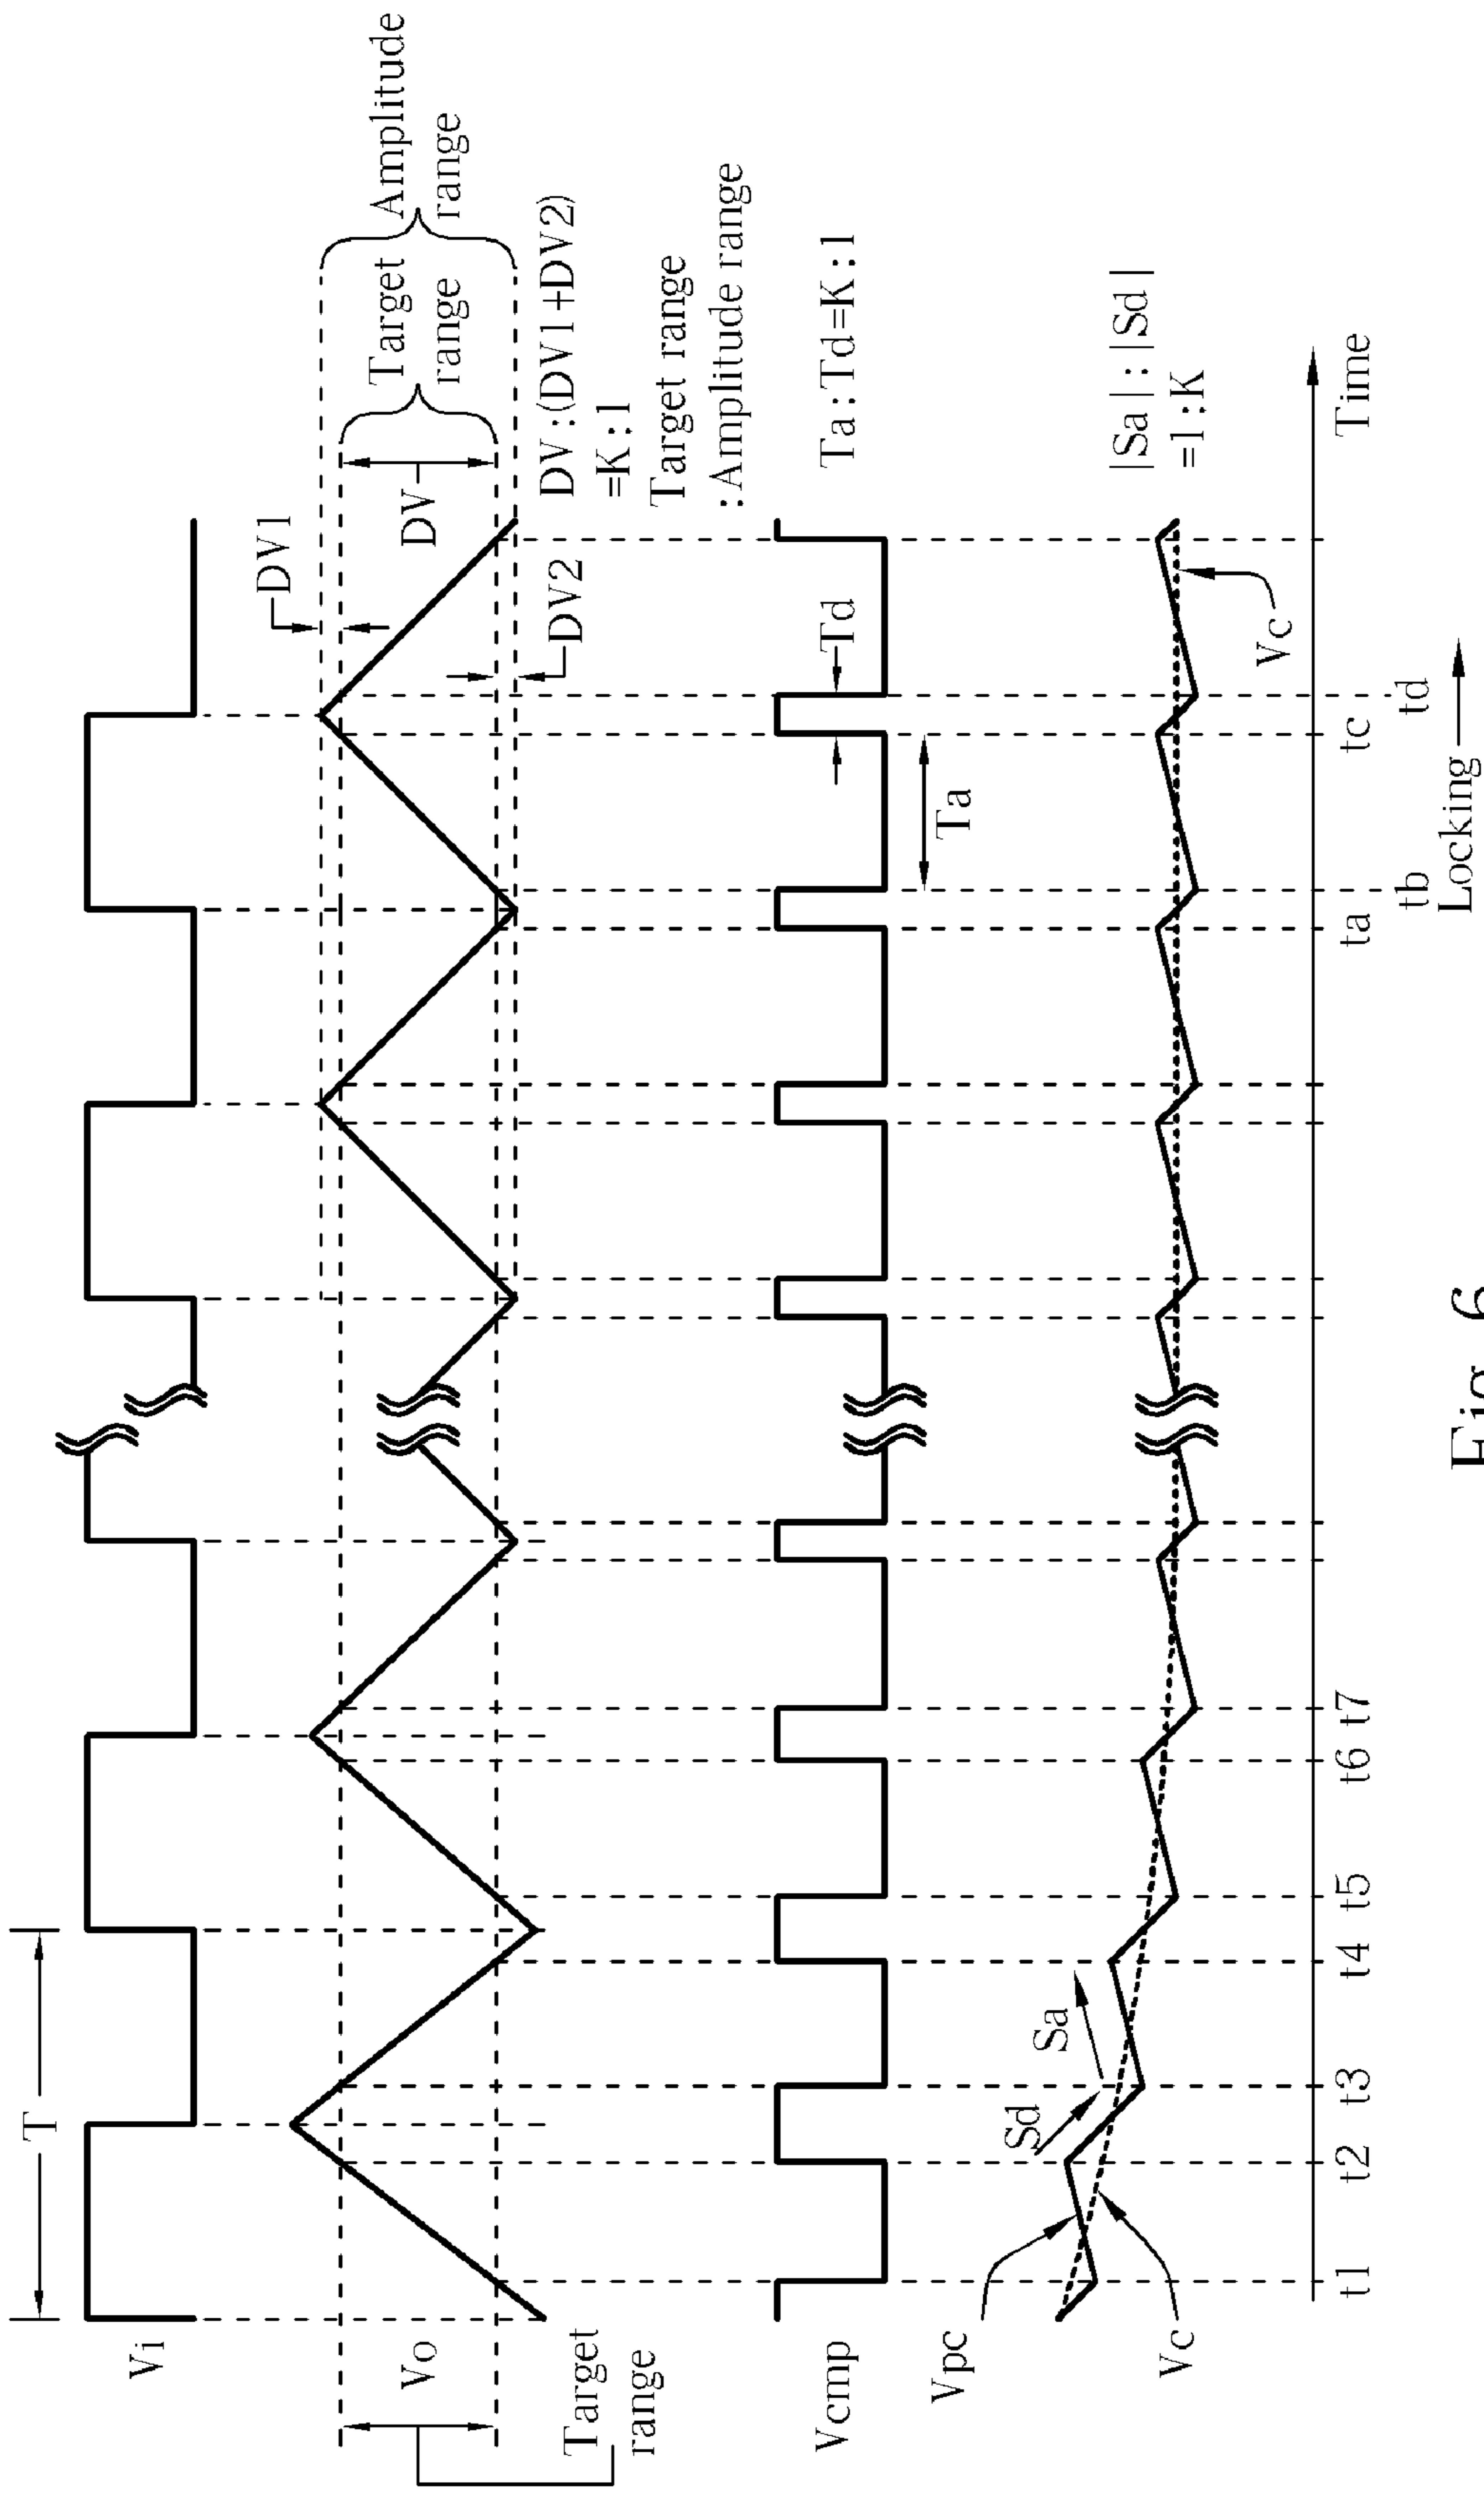 T
Vi
DV1
Amplitude
range
Target
range
Vo
DV
DV2
Target
range
DV:(DV1+DV2)
=K:1
Target range
:Amplitude range
Vcmp
Td
Ta
Ta:Td=K:1
Vpc
Sd
Sa
|Sa|:|Sd|
=1:K
Vc
Vc
Time
t1
t2
t3
t4
t5
t6
t7
ta
tb
tc
td
Locking
Fig. 6